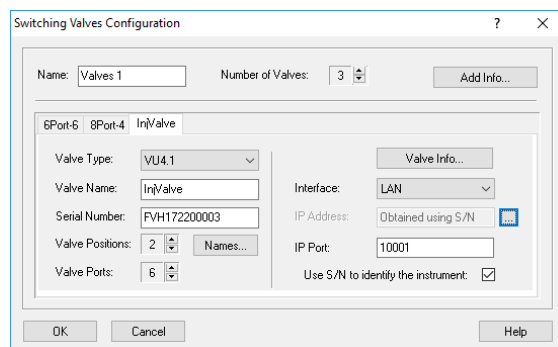 Switching Valves Configuration ? X
Name: Valves 1 Number of Valves: 3 Add Info...
6Port-6 8Port-4 InjValve
Valve Type: VU4.1 Valve Info...
Valve Name: InjValve Interface: LAN
Serial Number: FVH172200003 IP Address: Obtained using S/N ...
Valve Positions: 2 Names... IP Port: 10001
Valve Ports: 6 Use S/N to identify the instrument:
OK Cancel Help